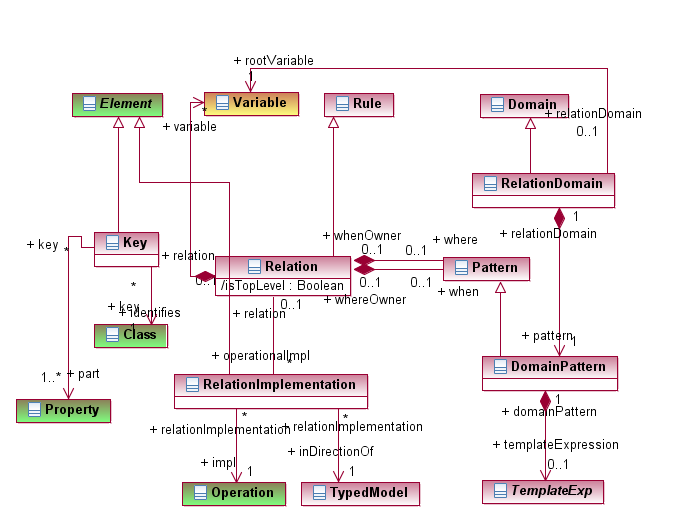 + rootVariable
1
Element
Variable
Rule
Domain
*
+ relationDomain
+ variable
0..1
RelationDomain
1
+ relationDomain
+ key
*
Key
+ relation
0..1
Relation
/isTopLevel : Boolean
0..1
+ whenOwner
0..1
0..1
+ where
Pattern
0..1
+ whereOwner
0..1
+ when
*
+ key
+ identifies
1
Class
+ relation
+ pattern
1
+ operationalImpl
*
1..*
+ part
Property
RelationImplementation
DomainPattern
1
+ domainPattern
*
+ relationImplementation
*
+ relationImplementation
+ templateExpression
0..1
+ impl
1
+ inDirectionOf
1
Operation
TypedModel
TemplateExp